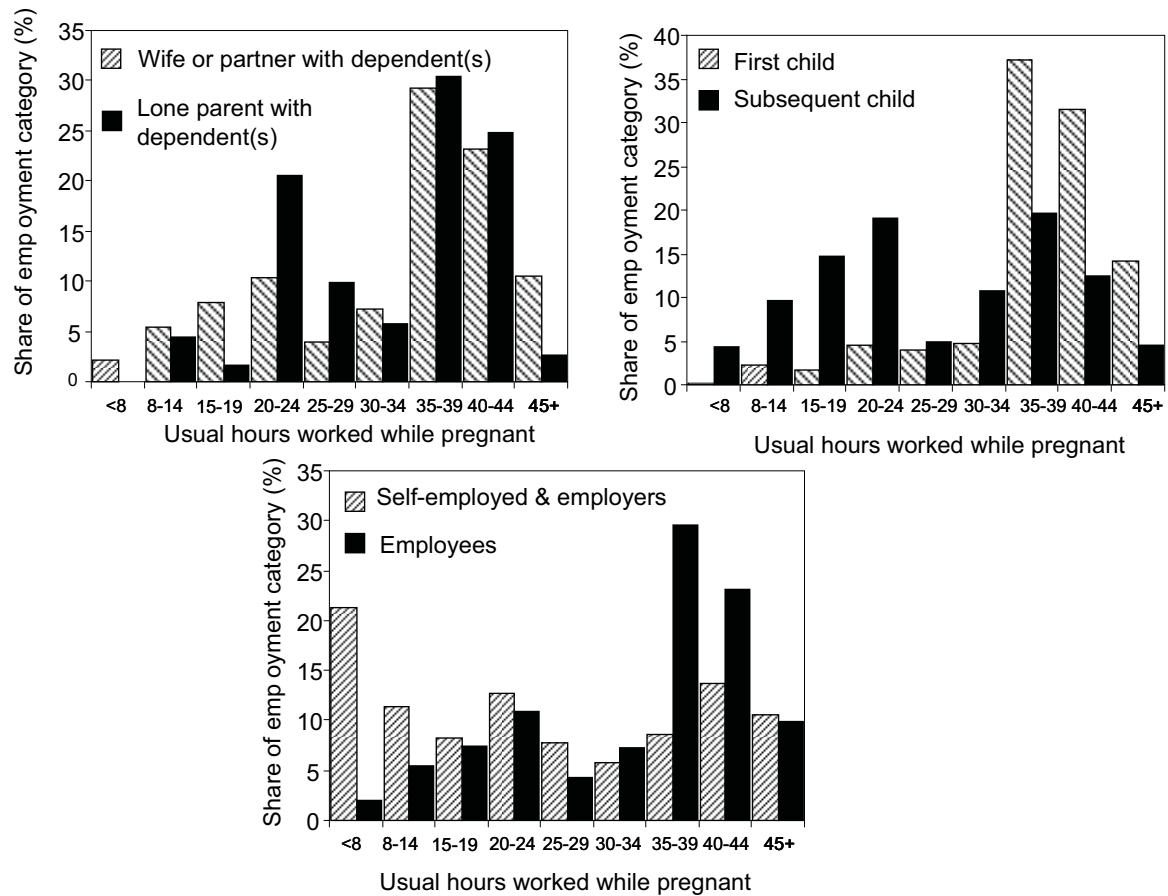 Share of emp oyment category (%)
35
30
25
20
15
10
5
0
Wife or partner with dependent(s)
Lone parent with
dependent(s)
<8 8-14 15-19 20-24 25-29 30-34 35-39 40-44 45+
Usual hours worked while pregnant
Share of emp oyment category (%)
40
35
30
25
20
15
10
5
0
First child
Subsequent child
<8 8-14 15-19 20-24 25-29 30-34 35-39 40-44 45+
Usual hours worked while pregnant
Share of emp oyment category (%)
35
30
25
20
15
10
5
0
Self-employed & employers
Employees
<8 8-14 15-19 20-24 25-29 30-34 35-39 40-44 45+
Usual hours worked while pregnant